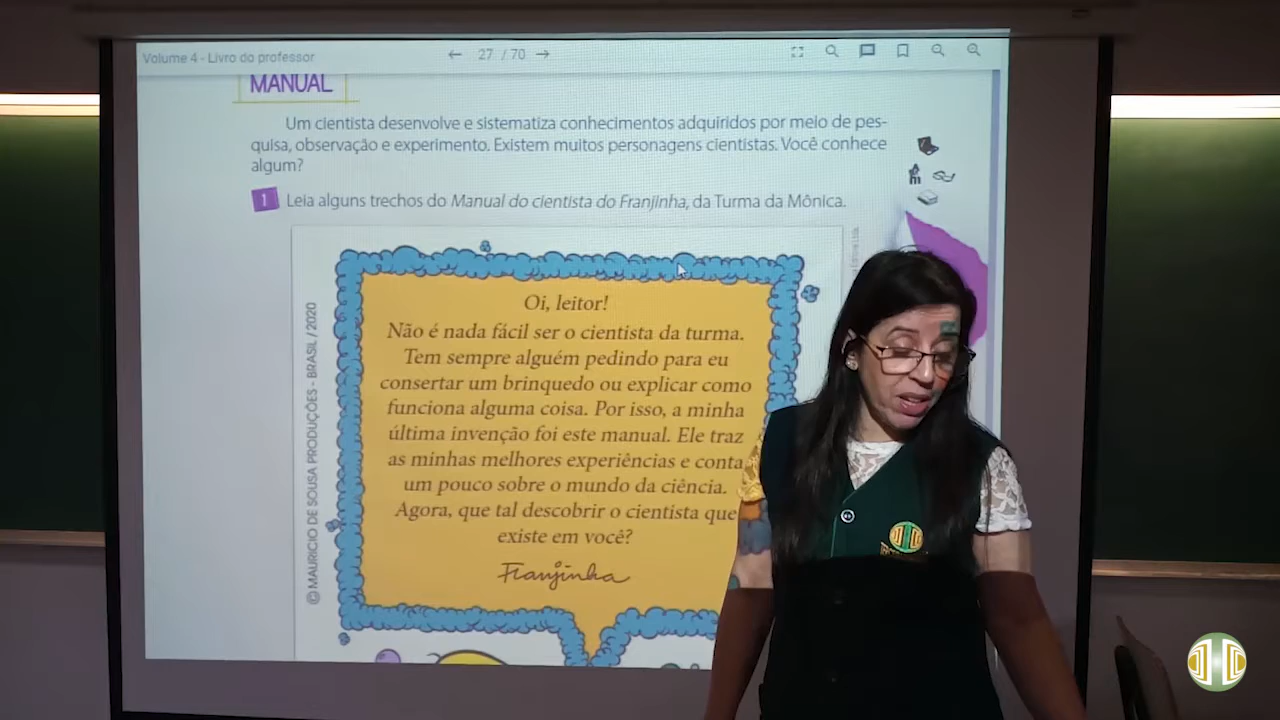 Volume 4 - Livro do professor
27 / 70
MANUAL
Um cientista desenvolve e sistematiza conhecimentos adquiridos por meio de pes-
quisa, observação e experimento. Existem muitos personagens cientistas. Você conhece
algum?
1 Leia alguns trechos do Manual do cientista do Franjinha, da Turma da Mônica.
© MAURICIO DE SOUSA PRODUÇÕES - BRASIL / 2020
Oi, leitor!
Não é nada fácil ser o cientista da turma.
Tem sempre alguém pedindo para eu
consertar um brinquedo ou explicar como
funciona alguma coisa. Por isso, a minha
última invenção foi este manual. Ele traz
as minhas melhores experiências e conta
um pouco sobre o mundo da ciência.
Agora, que tal descobrir o cientista que
existe em você?
Franjinha